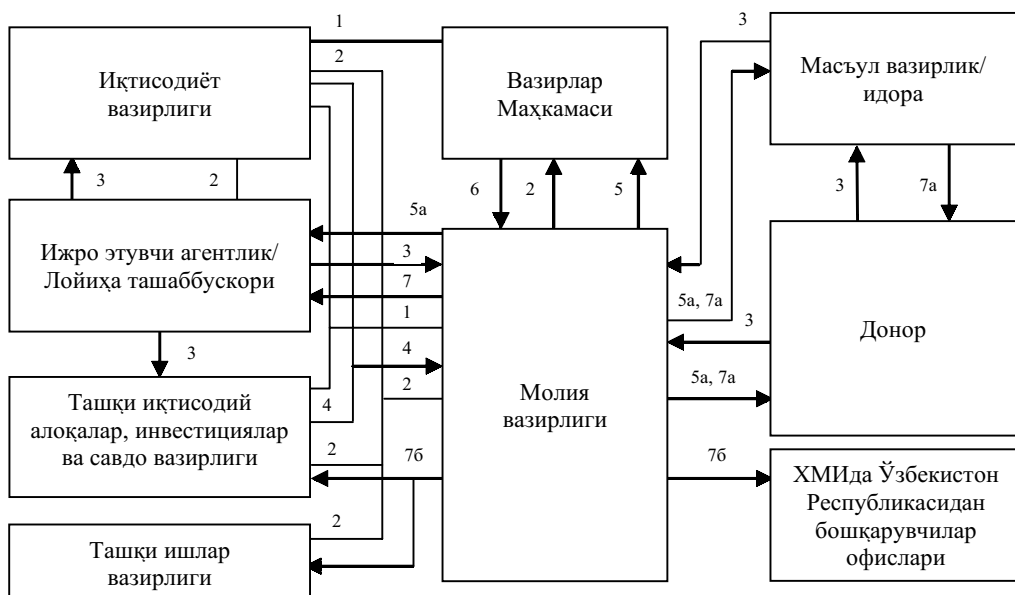 1
3
2
Иқтисодиёт
вазирлиги
Вазирлар
Маҳкамаси
Масъул вазирлик/
идора
3
2
6
2
5
3
7а
5а
Ижро этувчи агентлик/
Лойиҳа ташаббускори
3
7
1
5а, 7а
3
Донор
3
4
Молия
вазирлиги
Ташқи иқтисодий
алоқалар, инвестициялар
ва савдо вазирлиги
4
2
5а, 7а
2
7б
7б
ХМИда Ўзбекистон
Республикасидан
бошқарувчилар
офислари
2
Ташқи ишлар
вазирлиги